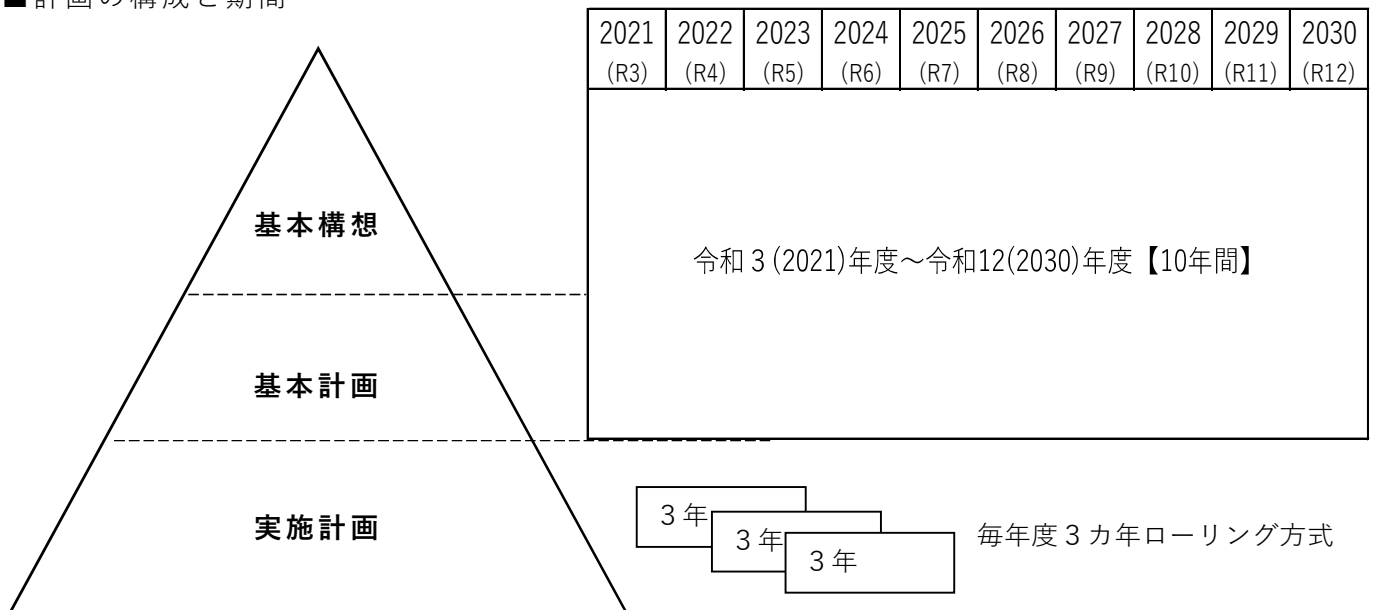 ■計画の構成と期間
2021 2022 2023 2024 2025 2026 2027 2028 2029 2030
(R3) (R4) (R5) (R6) (R7) (R8) (R9) (R10) (R11) (R12)
基本構想
令和３(2021)年度～令和12(2030)年度【10年間】
基本計画
実施計画
３年
３年
３年
毎年度３カ年ローリング方式